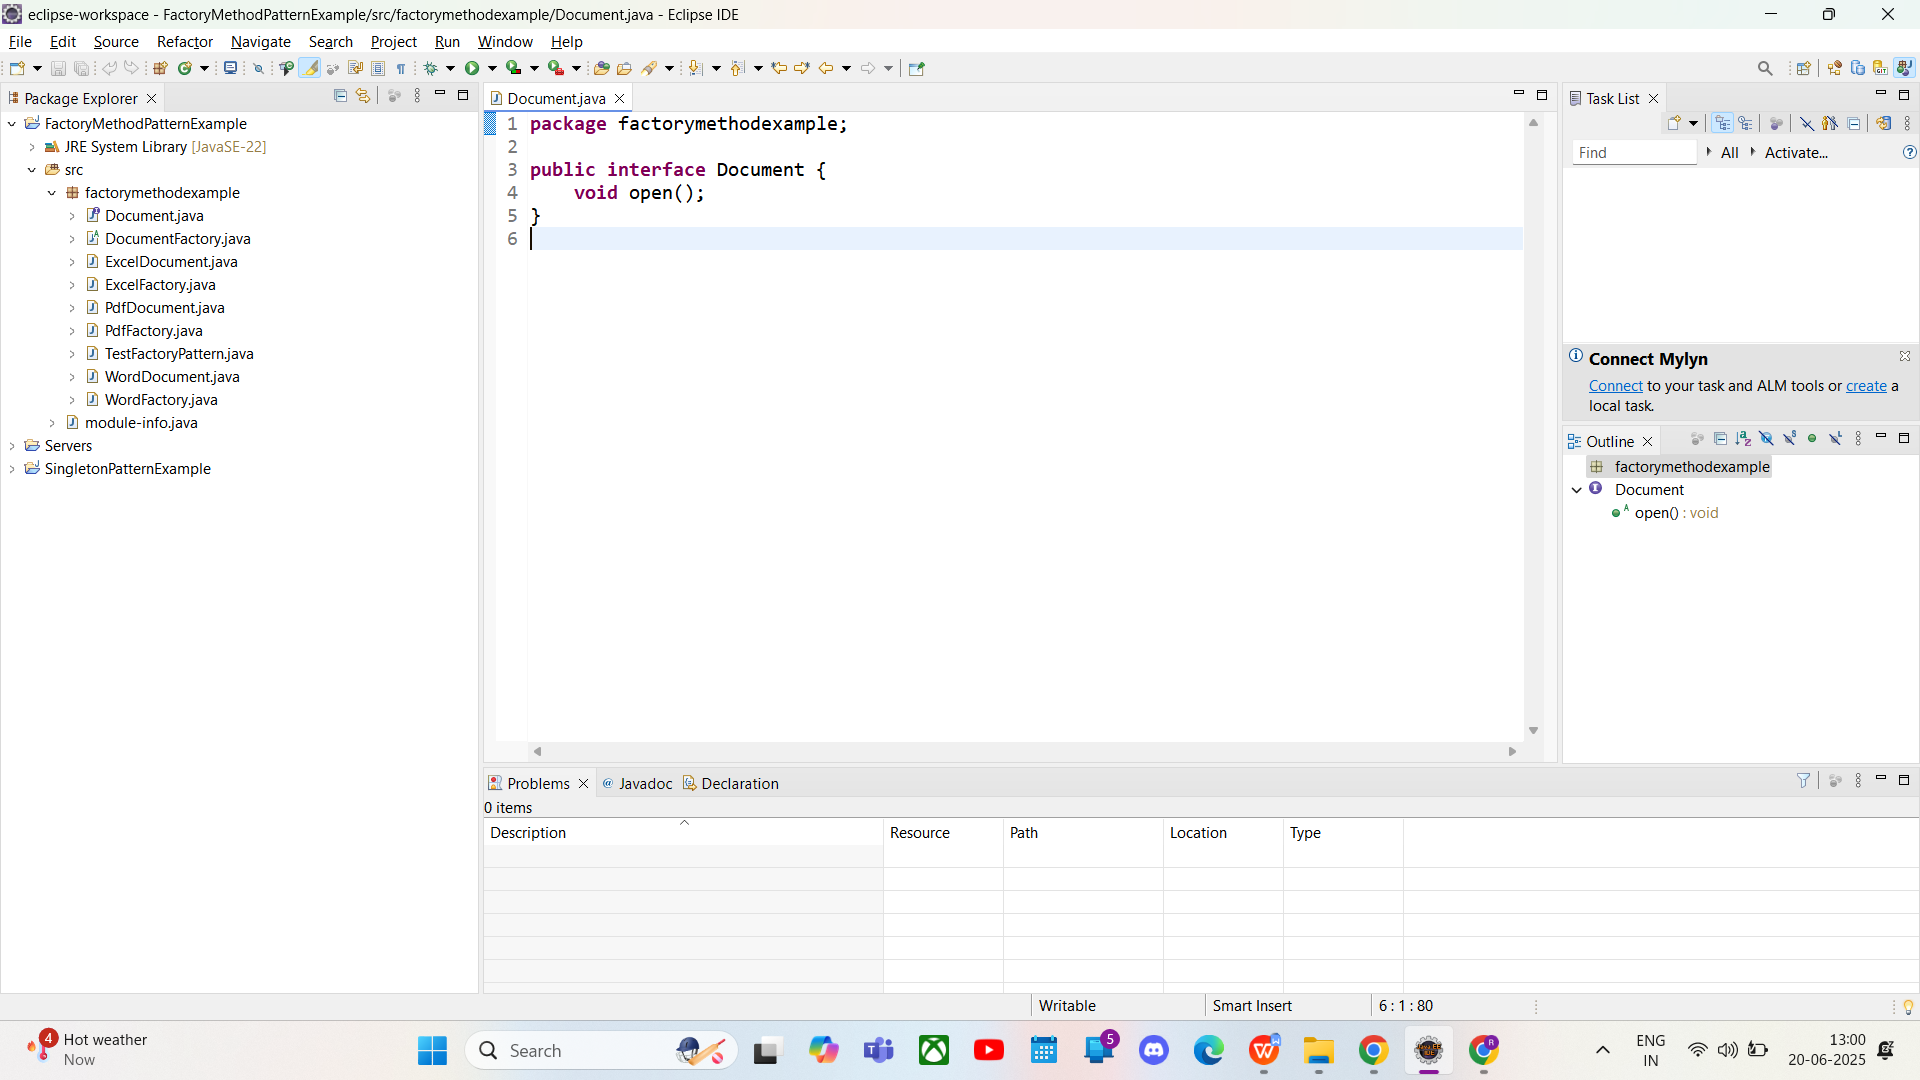 eclipse-workspace - FactoryMethodPatternExample/src/factorymethodexample/Document.java - Eclipse IDE
File Edit Source Refactor Navigate Search Project Run Window Help
Package Explorer
FactoryMethodPatternExample
JRE System Library [JavaSE-22]
src
factorymethodexample
Document.java
DocumentFactory.java
ExcelDocument.java
ExcelFactory.java
PdfDocument.java
PdfFactory.java
TestFactoryPattern.java
WordDocument.java
WordFactory.java
module-info.java
Servers
SingletonPatternExample
Document.java
1 package factorymethodexample;
2
3 public interface Document {
4     void open();
5 }
6
Task List
Find All Activate...
Connect Mylyn
Connect to your task and ALM tools or create a
local task.
Outline
factorymethodexample
Document
open() : void
Problems Javadoc Declaration
0 items
Description Resource Path Location Type
Writable Smart Insert 6 : 1 : 80
4 Hot weather
Now
Search
5
ENG
IN
13:00
20-06-2025